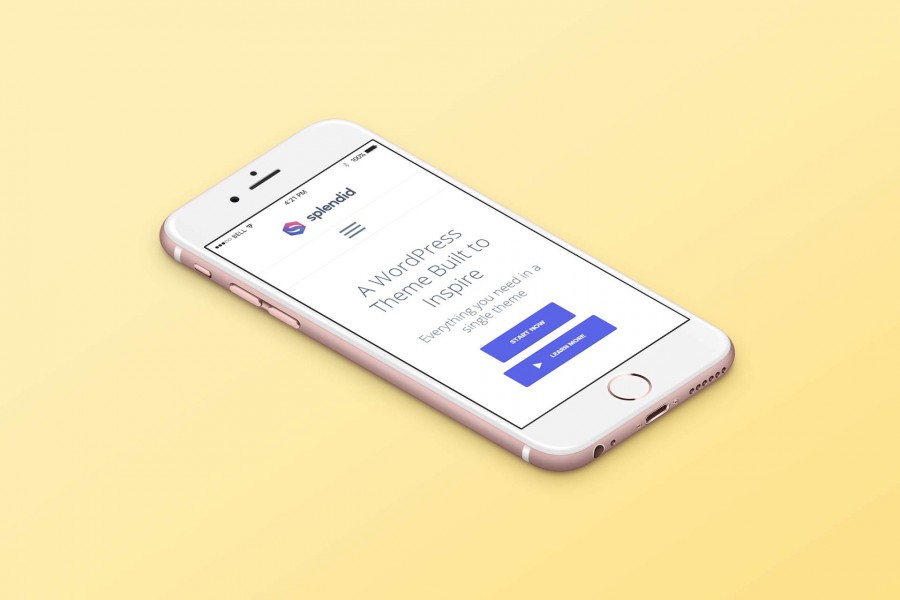 BELL 4:21 PM 100%
splendid
A WordPress
Theme Built to
Inspire
Everything you need in a
single theme
START NOW
LEARN MORE